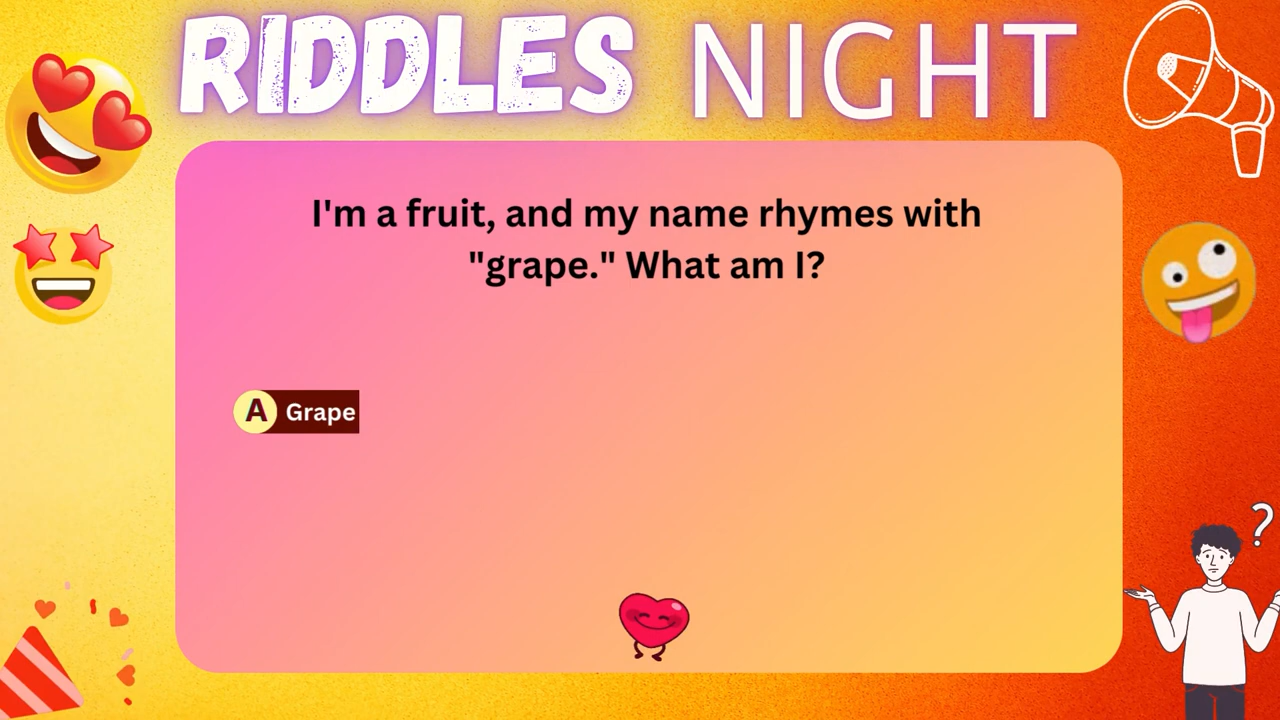 RIDDLES NIGHT
I'm a fruit, and my name rhymes with
"grape." What am I?
A Grape
?